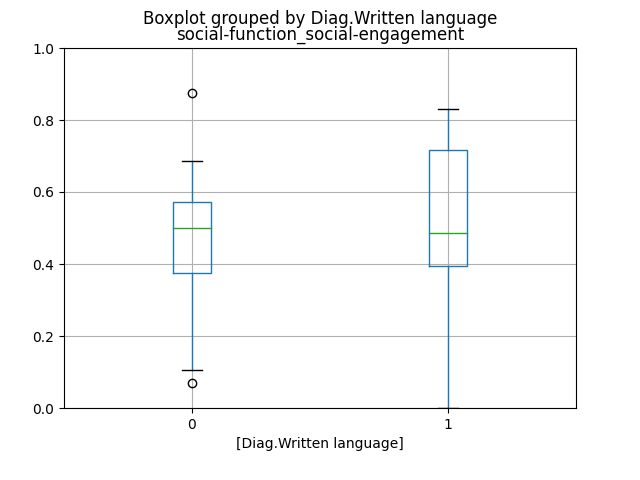 Boxplot grouped by Diag.Written language
social-function_social-engagement
1.0
0.8
0.6
0.4
0.2
0.0
0 1
[Diag.Written language]